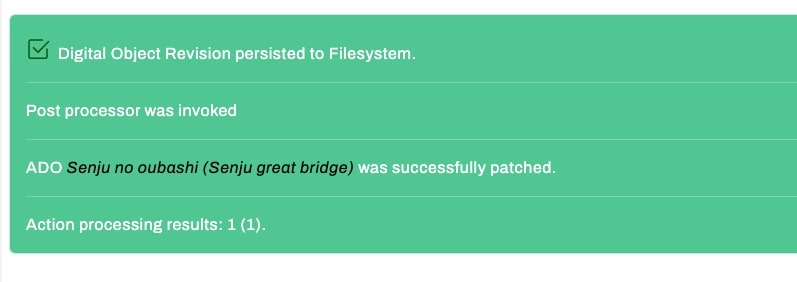 Digital Object Revision persisted to Filesystem.
Post processor was invoked
ADO Senju no oubashi (Senju great bridge) was successfully patched.
Action processing results: 1 (1).